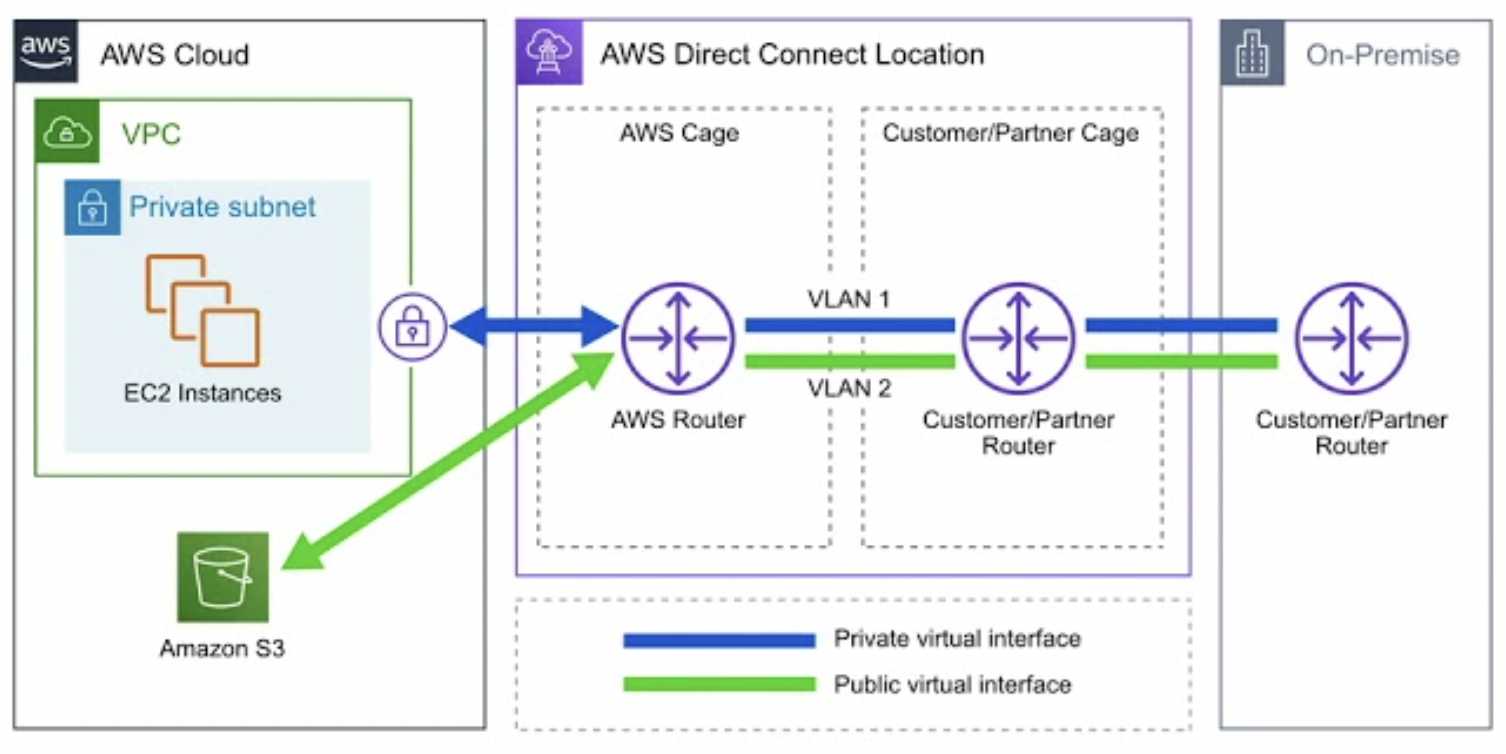 aws
AWS Cloud
VPC
Private subnet
EC2 Instances
Amazon S3
AWS Direct Connect Location
AWS Cage
Customer/Partner Cage
VLAN 1
VLAN 2
AWS Router
Customer/Partner
Router
On-Premise
Customer/Partner
Router
Private virtual interface
Public virtual interface